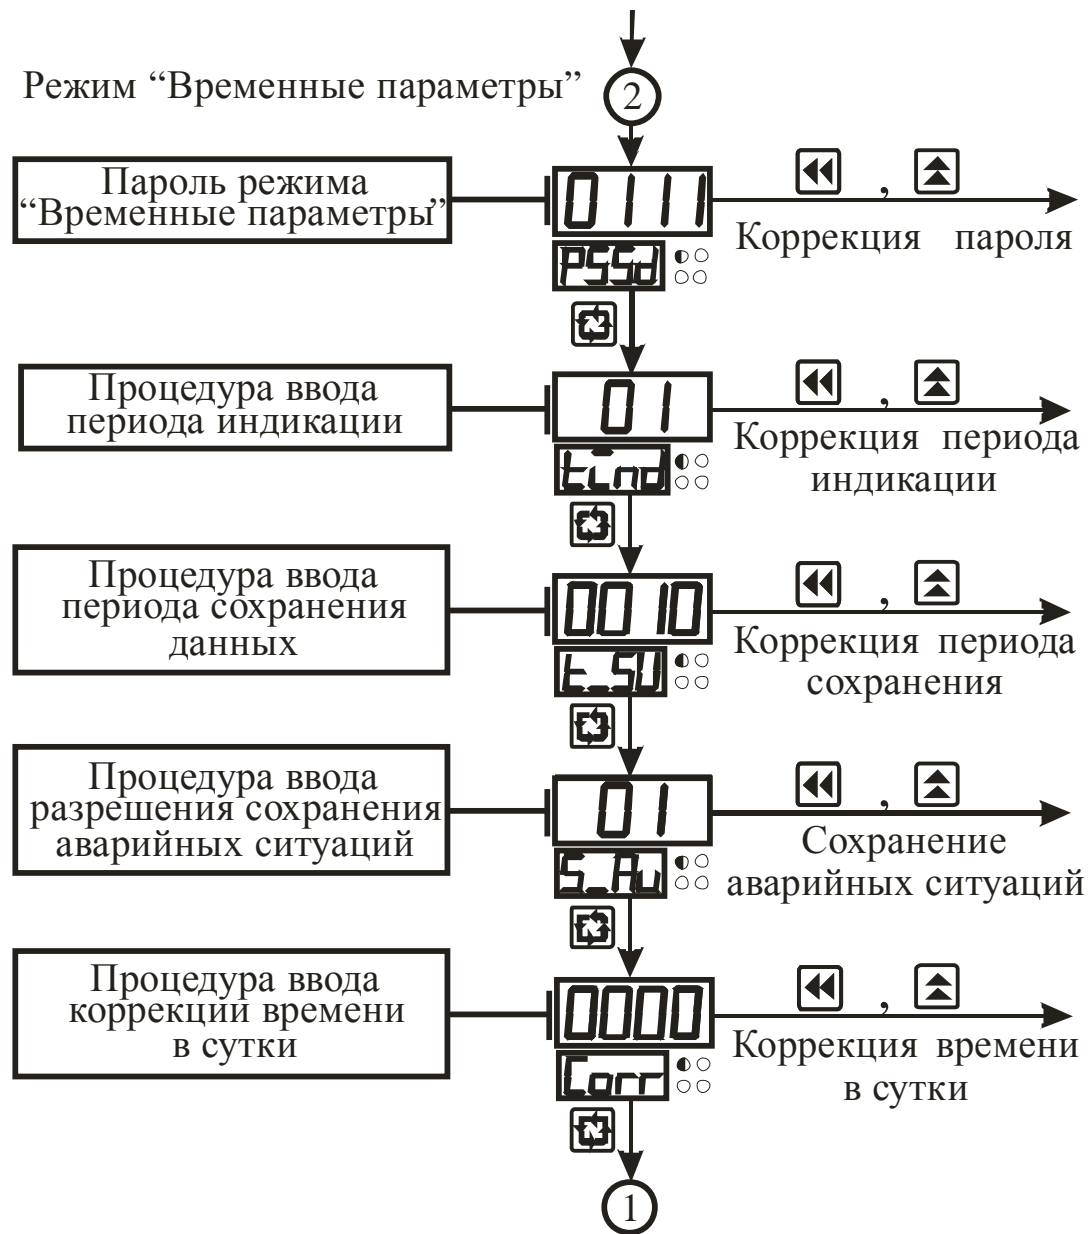 Режим “Временные параметры”
2
Пароль режима
“Временные параметры”
0111
PSSd
,
Коррекция пароля
Процедура ввода
периода индикации
01
tind
,
Коррекция периода
индикации
Процедура ввода
периода сохранения
данных
0010
t_SU
,
Коррекция периода
сохранения
Процедура ввода
разрешения сохранения
аварийных ситуаций
01
S_Au
,
Сохранение
аварийных ситуаций
Процедура ввода
коррекции времени
в сутки
0000
Corr
,
Коррекция времени
в сутки
1